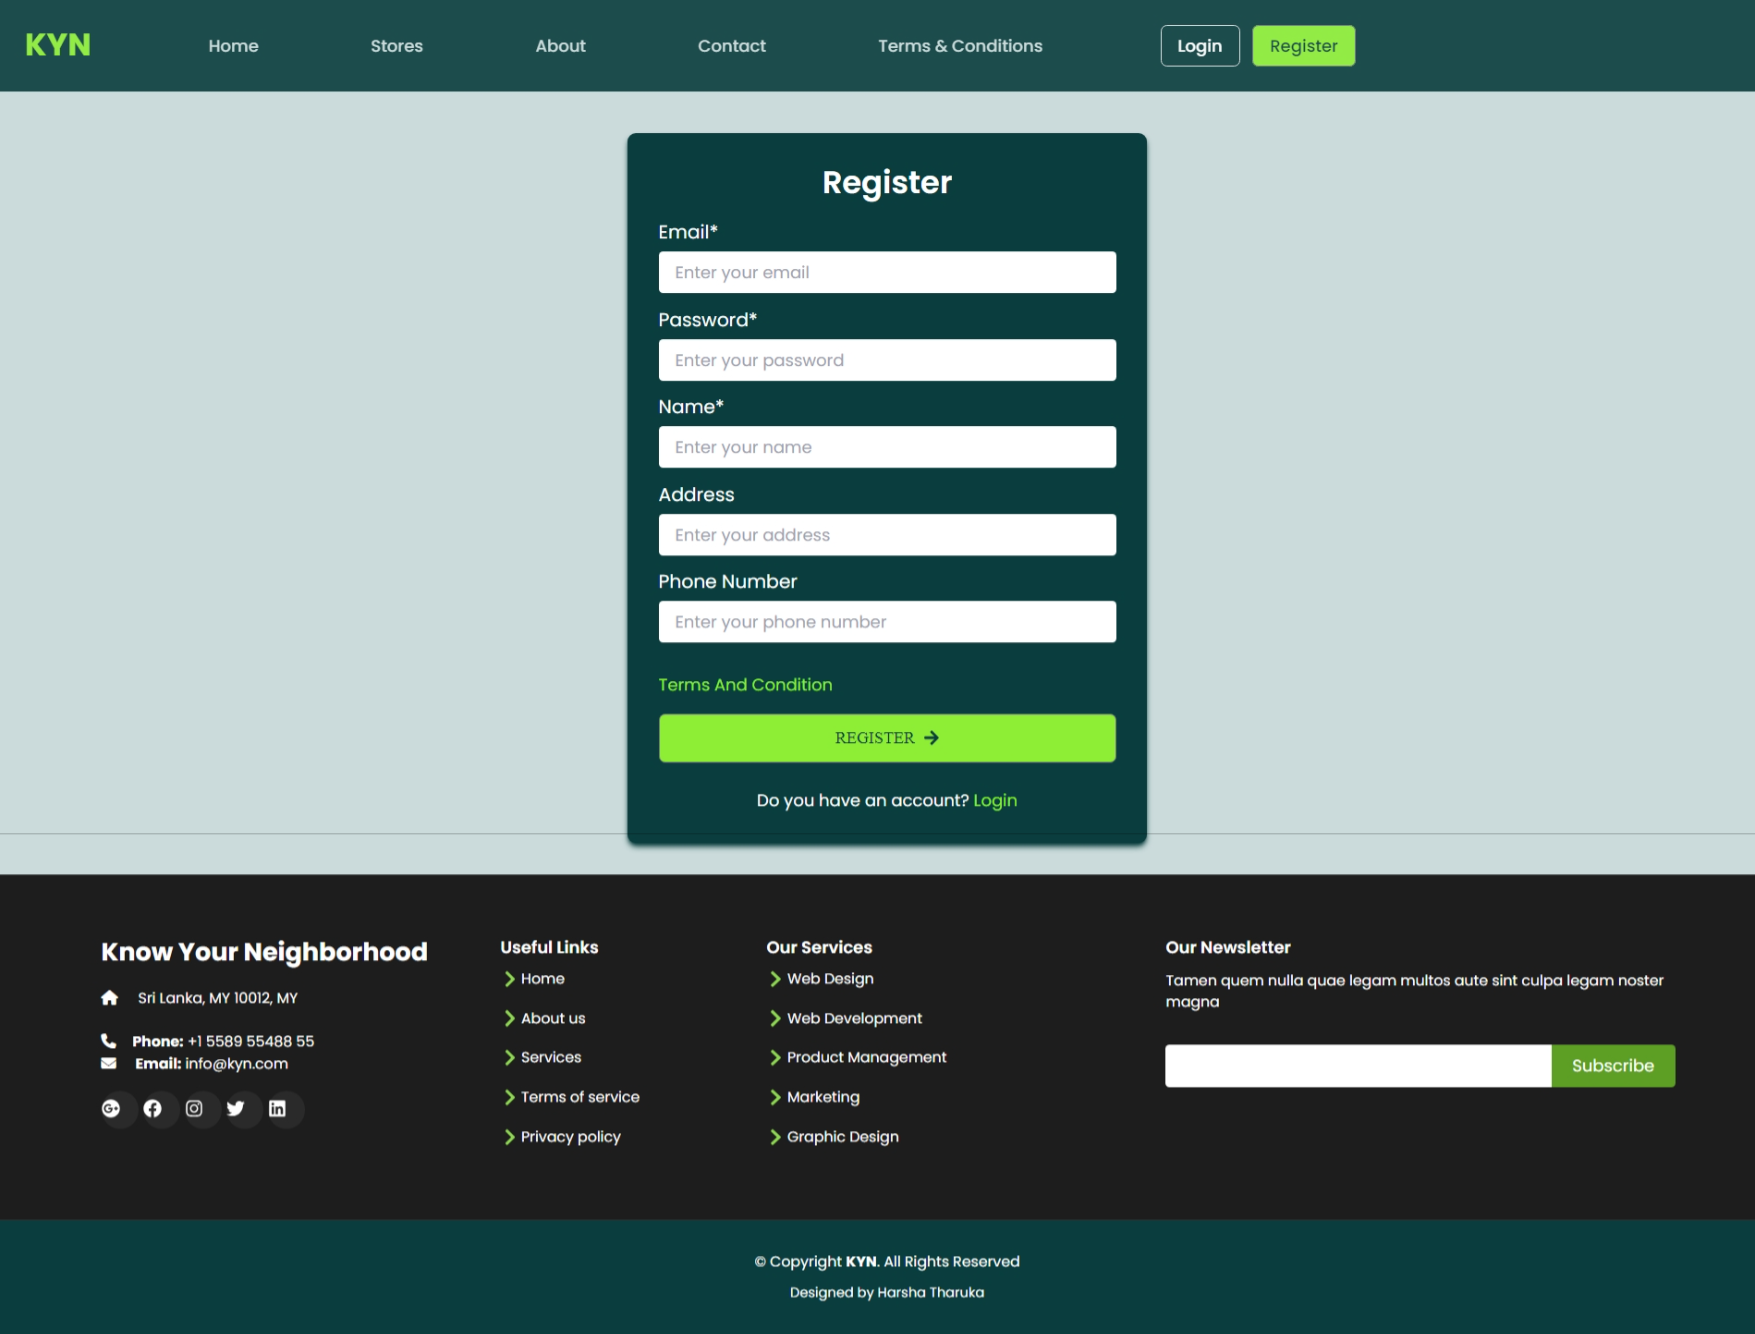 KYN
Home
Stores
About
Contact
Terms & Conditions
Login
Register
Register
Email*
Enter your email
Password*
Enter your password
Name*
Enter your name
Address
Enter your address
Phone Number
Enter your phone number
Terms And Condition
REGISTER
Do you have an account? Login
Know Your Neighborhood
Sri Lanka, MY 10012, MY
Phone: +1 5589 55488 55
Email: info@kyn.com
Useful Links
Home
About us
Services
Terms of service
Privacy policy
Our Services
Web Design
Web Development
Product Management
Marketing
Graphic Design
Our Newsletter
Tamen quem nulla quae legam multos aute sint culpa legam noster
magna
Subscribe
© Copyright KYN. All Rights Reserved
Designed by Harsha Tharuka